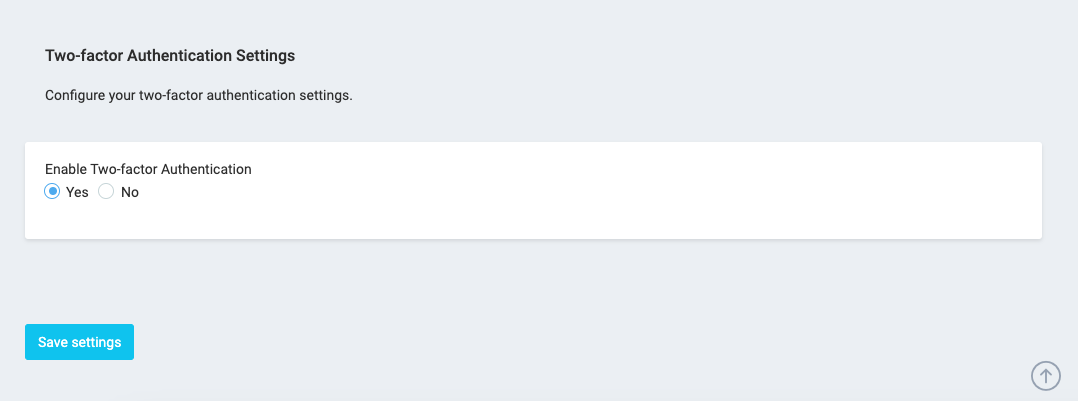 Two-factor Authentication Settings
Configure your two-factor authentication settings.
Enable Two-factor Authentication
Yes No
Save settings